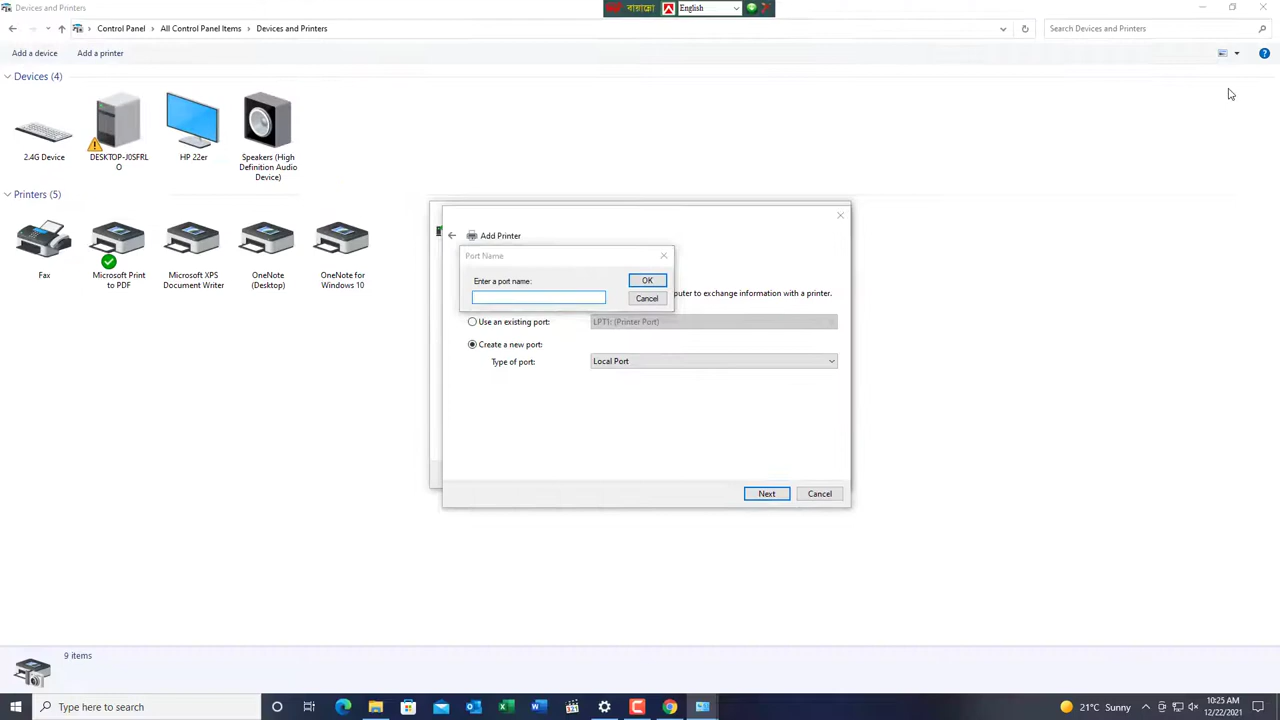 Devices and Printers
বায়ান্নো
English
Control Panel
All Control Panel Items
Devices and Printers
Search Devices and Printers
Add a device
Add a printer
Devices (4)
2.4G Device
DESKTOP-J0SFRL
O
HP 22er
Speakers (High
Definition Audio
Device)
Printers (5)
Fax
Microsoft Print
to PDF
Microsoft XPS
Document Writer
OneNote
(Desktop)
OneNote for
Windows 10
Add Printer
Port Name
Enter a port name:
OK
Cancel
puter to exchange information with a printer.
Use an existing port:
LPT1: (Printer Port)
Create a new port:
Type of port:
Local Port
Next
Cancel
9 items
Type here to search
21°C Sunny
10:25 AM
12/22/2021